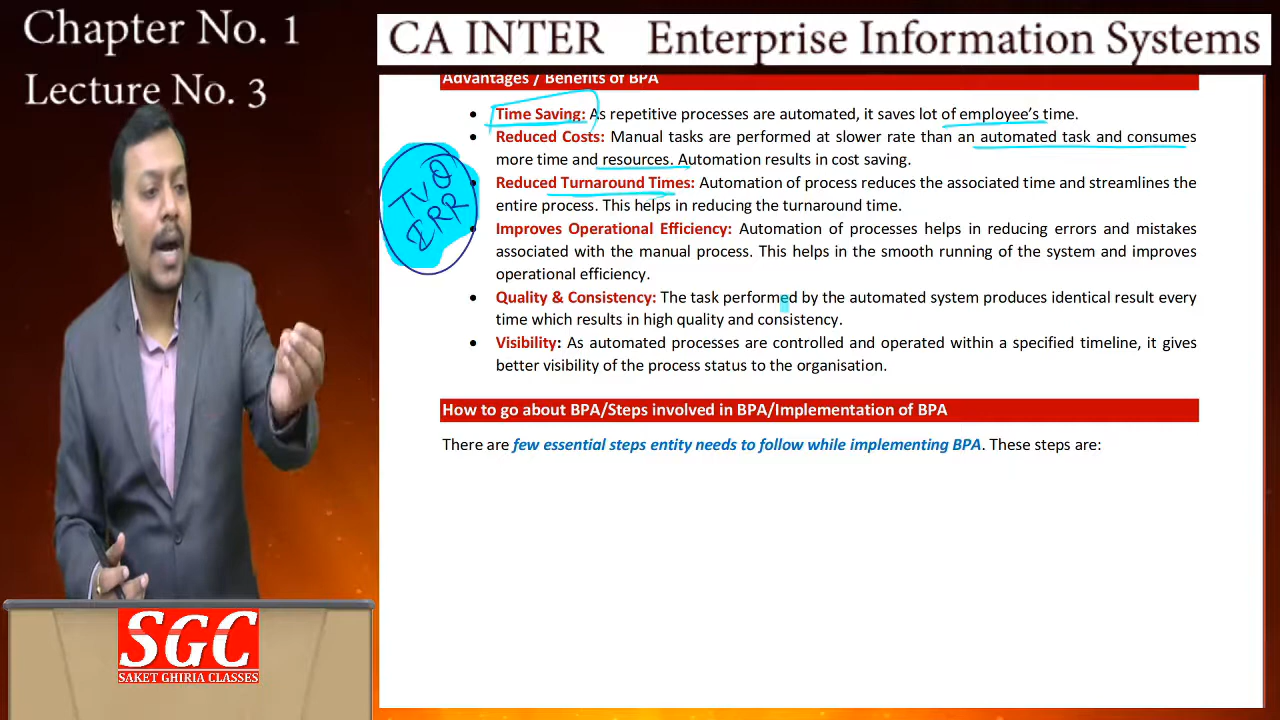 Chapter No. 1
Lecture No. 3
CA INTER Enterprise Information Systems
Advantages / Benefits of BPA
• Time Saving: As repetitive processes are automated, it saves lot of employee's time.
• Reduced Costs: Manual tasks are performed at slower rate than an automated task and consumes
more time and resources. Automation results in cost saving.
• Reduced Turnaround Times: Automation of process reduces the associated time and streamlines the
entire process. This helps in reducing the turnaround time.
• Improves Operational Efficiency: Automation of processes helps in reducing errors and mistakes
associated with the manual process. This helps in the smooth running of the system and improves
operational efficiency.
• Quality & Consistency: The task performed by the automated system produces identical result every
time which results in high quality and consistency.
• Visibility: As automated processes are controlled and operated within a specified timeline, it gives
better visibility of the process status to the organisation.
TVQ
IRR
How to go about BPA/Steps involved in BPA/Implementation of BPA
There are few essential steps entity needs to follow while implementing BPA. These steps are:
SGC
SAKET GHIRIA CLASSES